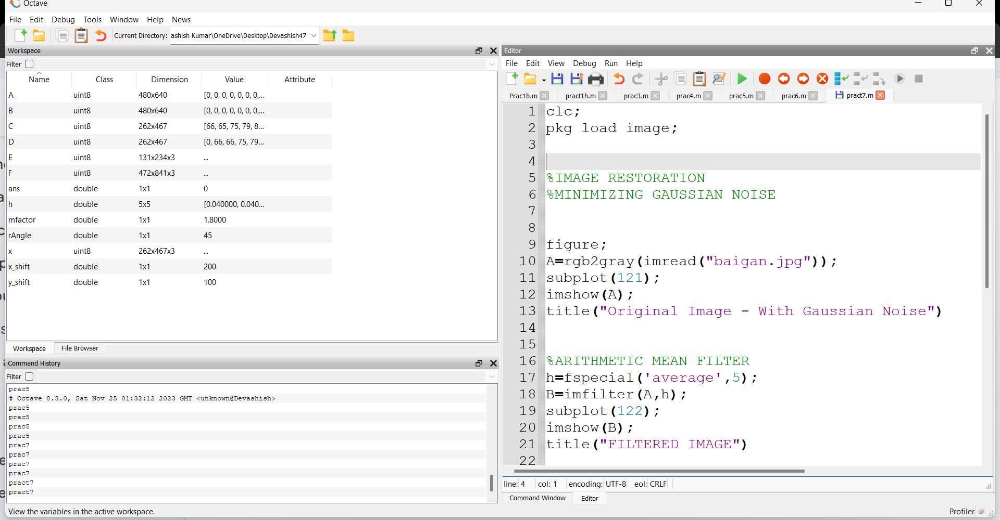 Octave
File Edit Debug Tools Window Help News
Current Directory: ashish Kumar\OneDrive\Desktop\Devashish47
Workspace
Filter
Name Class Dimension Value Attribute
A uint8 480x640 [0, 0, 0, 0, 0, 0, 0,...
B uint8 480x640 [0, 0, 0, 0, 0, 0, 0,...
C uint8 262x467 [66, 65, 75, 79, 8...
D uint8 262x467 [0, 66, 66, 75, 79...
E uint8 131x234x3 ...
F uint8 472x841x3 ...
ans double 1x1 0
h double 5x5 [0.040000, 0.040...
mfactor double 1x1 1.8000
rAngle double 1x1 45
x uint8 262x467x3 ...
x_shift double 1x1 200
y_shift double 1x1 100
Workspace File Browser
Command History
Filter
prac5
# Octave 8.3.0, Sat Nov 25 01:32:12 2023 GMT <unknown@Devashish>
prac5
prac5
prac5
prac5
prac7
prac7
prac7
prac7
pract7
pract7
View the variables in the active workspace.
Editor
File Edit View Debug Run Help
Prac1b.m pract1h.m prac3.m prac4.m prac5.m prac6.m pract7.m
1 clc;
2 pkg load image;
3
4
5 %IMAGE RESTORATION
6 %MINIMIZING GAUSSIAN NOISE
7
8
9 figure;
10 A=rgb2gray(imread("baigan.jpg"));
11 subplot(121);
12 imshow(A);
13 title("Original Image - With Gaussian Noise")
14
15
16 %ARITHMETIC MEAN FILTER
17 h=fspecial('average',5);
18 B=imfilter(A,h);
19 subplot(122);
20 imshow(B);
21 title("FILTERED IMAGE")
22
line: 4 col: 1 encoding: UTF-8 eol: CRLF
Command Window Editor
Profiler